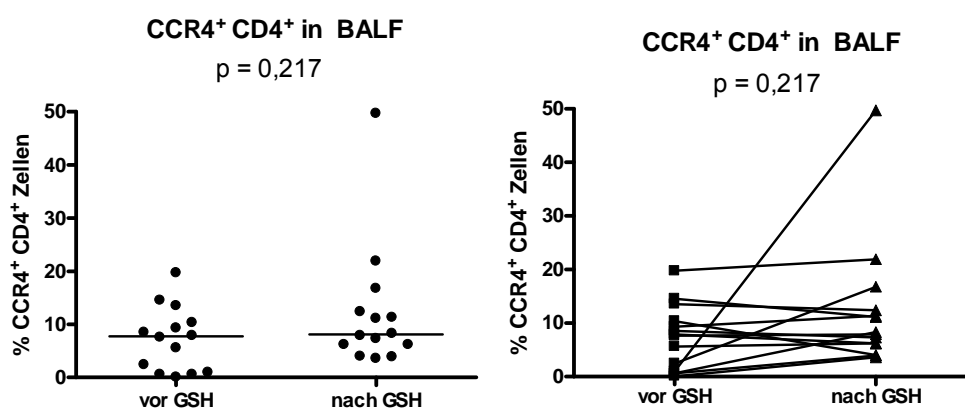 CCR4⁺ CD4⁺ in BALF
p = 0,217
% CCR4⁺ CD4⁺ Zellen
50
40
30
20
10
0
vor GSH nach GSH
CCR4⁺ CD4⁺ in BALF
p = 0,217
% CCR4⁺ CD4⁺ Zellen
50
40
30
20
10
0
vor GSH nach GSH